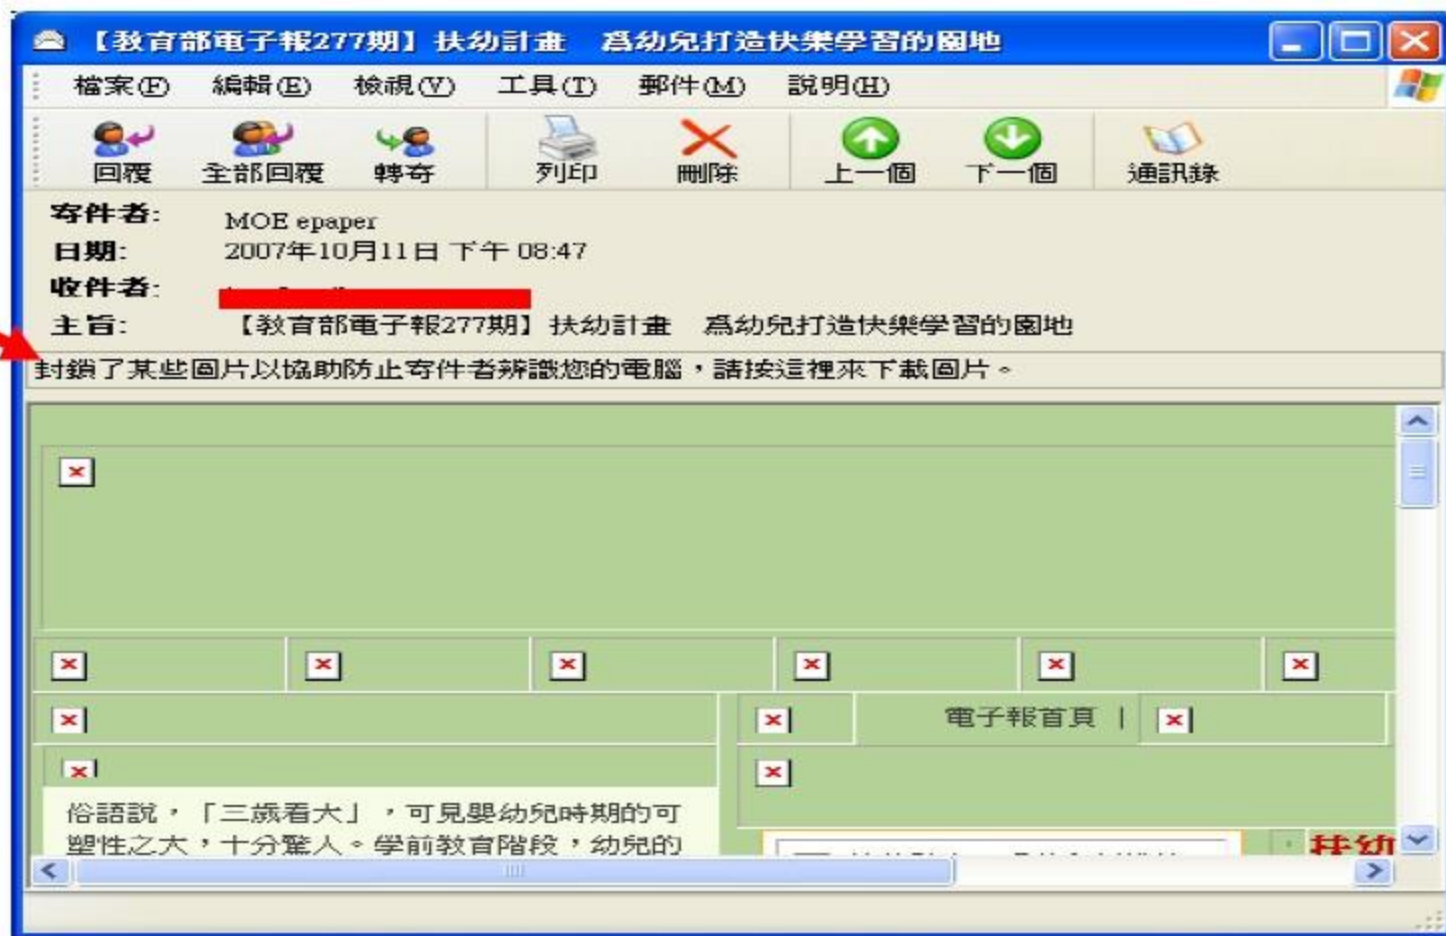 【教育部電子報277期】扶幼計畫　爲幼兒打造快樂學習的園地
檔案(F) 編輯(E) 檢視(V) 工具(T) 郵件(M) 說明(H)
回覆 全部回覆 轉寄 列印 刪除 上一個 下一個 通訊錄
寄件者: MOE epaper
日期: 2007年10月11日 下午 08:47
收件者:
主旨: 【教育部電子報277期】扶幼計畫　爲幼兒打造快樂學習的園地
封鎖了某些圖片以協助防止寄件者辨識您的電腦，請按這裡來下載圖片。
電子報首頁 |
俗語說，「三歲看大」，可見嬰幼兒時期的可
塑性之大，十分驚人。學前教育階段，幼兒的
扶幼